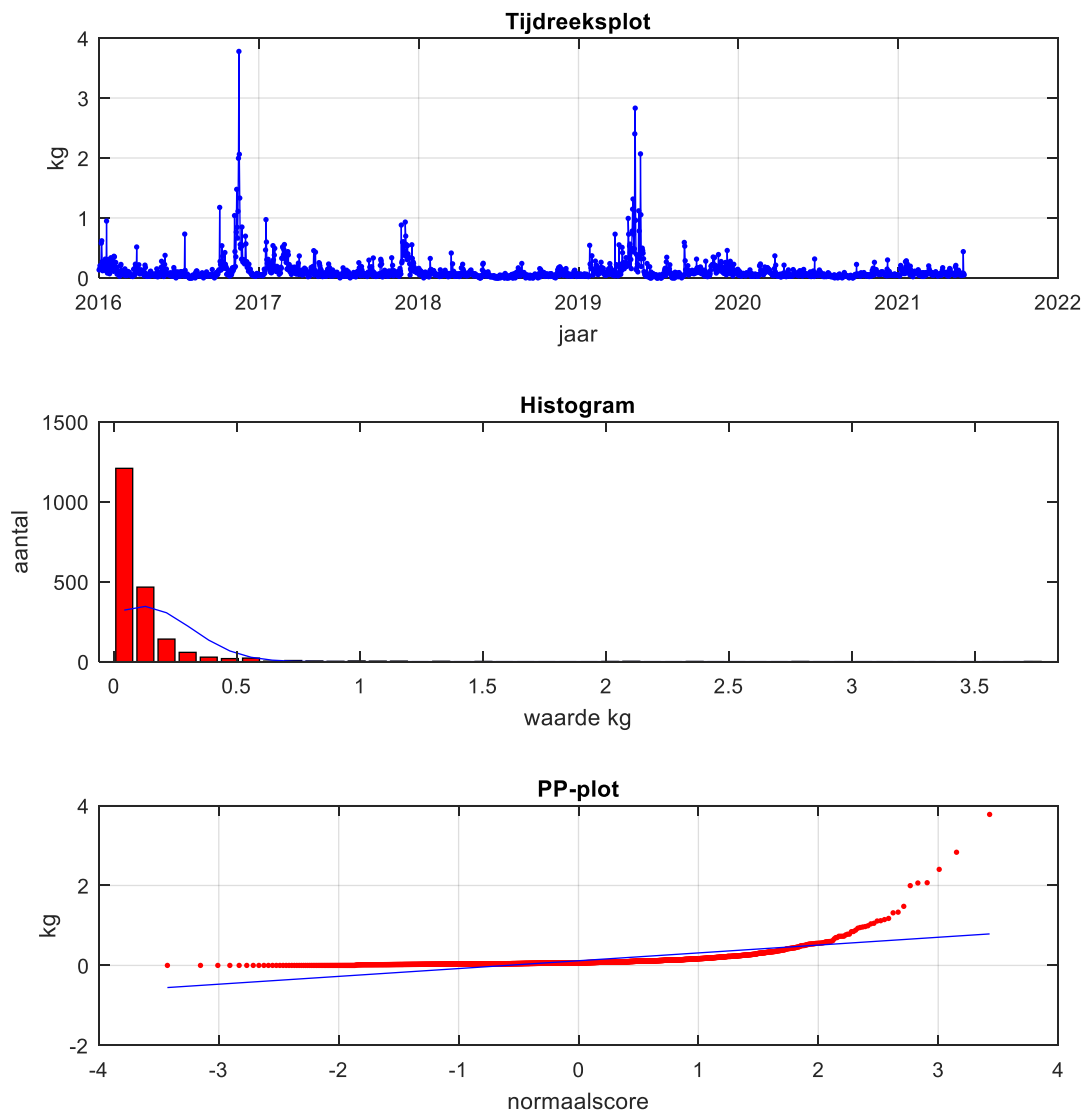 Tijdreeksplot
4
3
2
1
0
kg
2016 2017 2018 2019 2020 2021 2022
jaar
Histogram
1500
1000
500
0
aantal
0 0.5 1 1.5 2 2.5 3 3.5
waarde kg
PP-plot
4
2
0
-2
kg
-4 -3 -2 -1 0 1 2 3 4
normaalscore